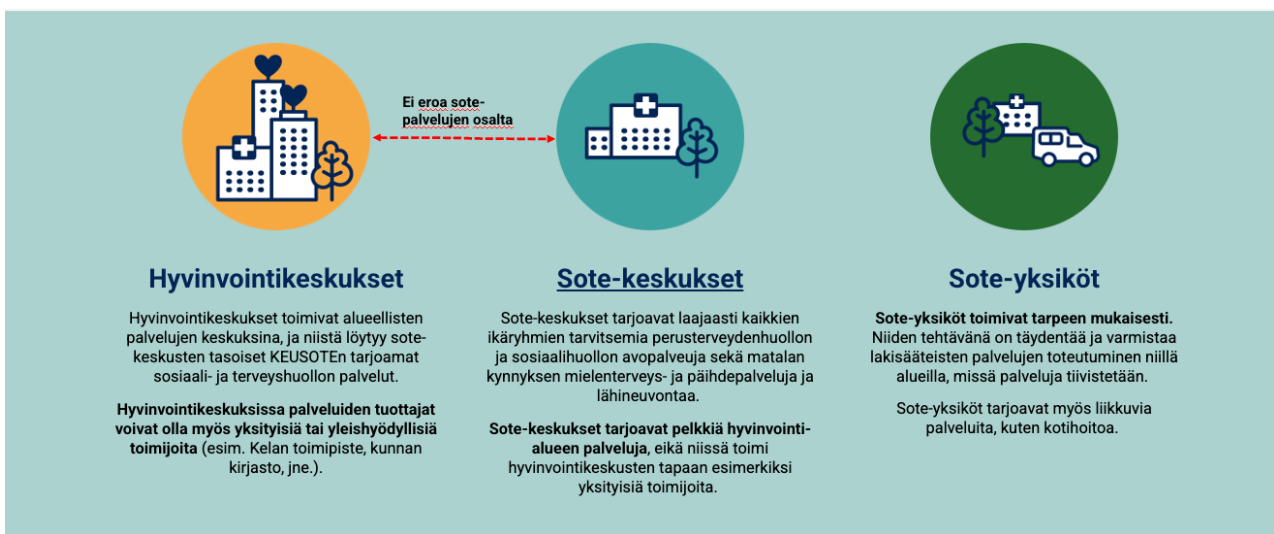 Ei eroa sote-
palvelujen osalta
Hyvinvointikeskukset
Hyvinvointikeskukset toimivat alueellisten
palvelujen keskuksina, ja niistä löytyy sote-
keskusten tasoiset KEUSOTEn tarjoamat
sosiaali- ja terveyshuollon palvelut.
Hyvinvointikeskuksissa palveluiden tuottajat
voivat olla myös yksityisiä tai yleishyödyllisiä
toimijoita (esim. Kelan toimipiste, kunnan
kirjasto, jne.).
Sote-keskukset
Sote-keskukset tarjoavat laajaasti kaikkien
ikäryhmien tarvitsemia perusterveydenhuollon
ja sosiaalihuollon avopalveuja sekä matalan
kynnyksen mielenterveys- ja päihdepalveluja ja
lähineuvontaa.
Sote-keskukset tarjoavat pelkkiä hyvinvointi-
alueen palveluja, eikä niissä toimi
hyvinvointikeskusten tapaan esimerkiksi
yksityisiä toimijoita.
Sote-yksiköt
Sote-yksiköt toimivat tarpeen mukaisesti.
Niiden tehtävänä on täydentää ja varmistaa
lakisääteisten palvelujen toteutuminen niillä
alueilla, missä palveluja tiivistetään.
Sote-yksiköt tarjoavat myös liikkuvia
palveluita, kuten kotihoitoa.